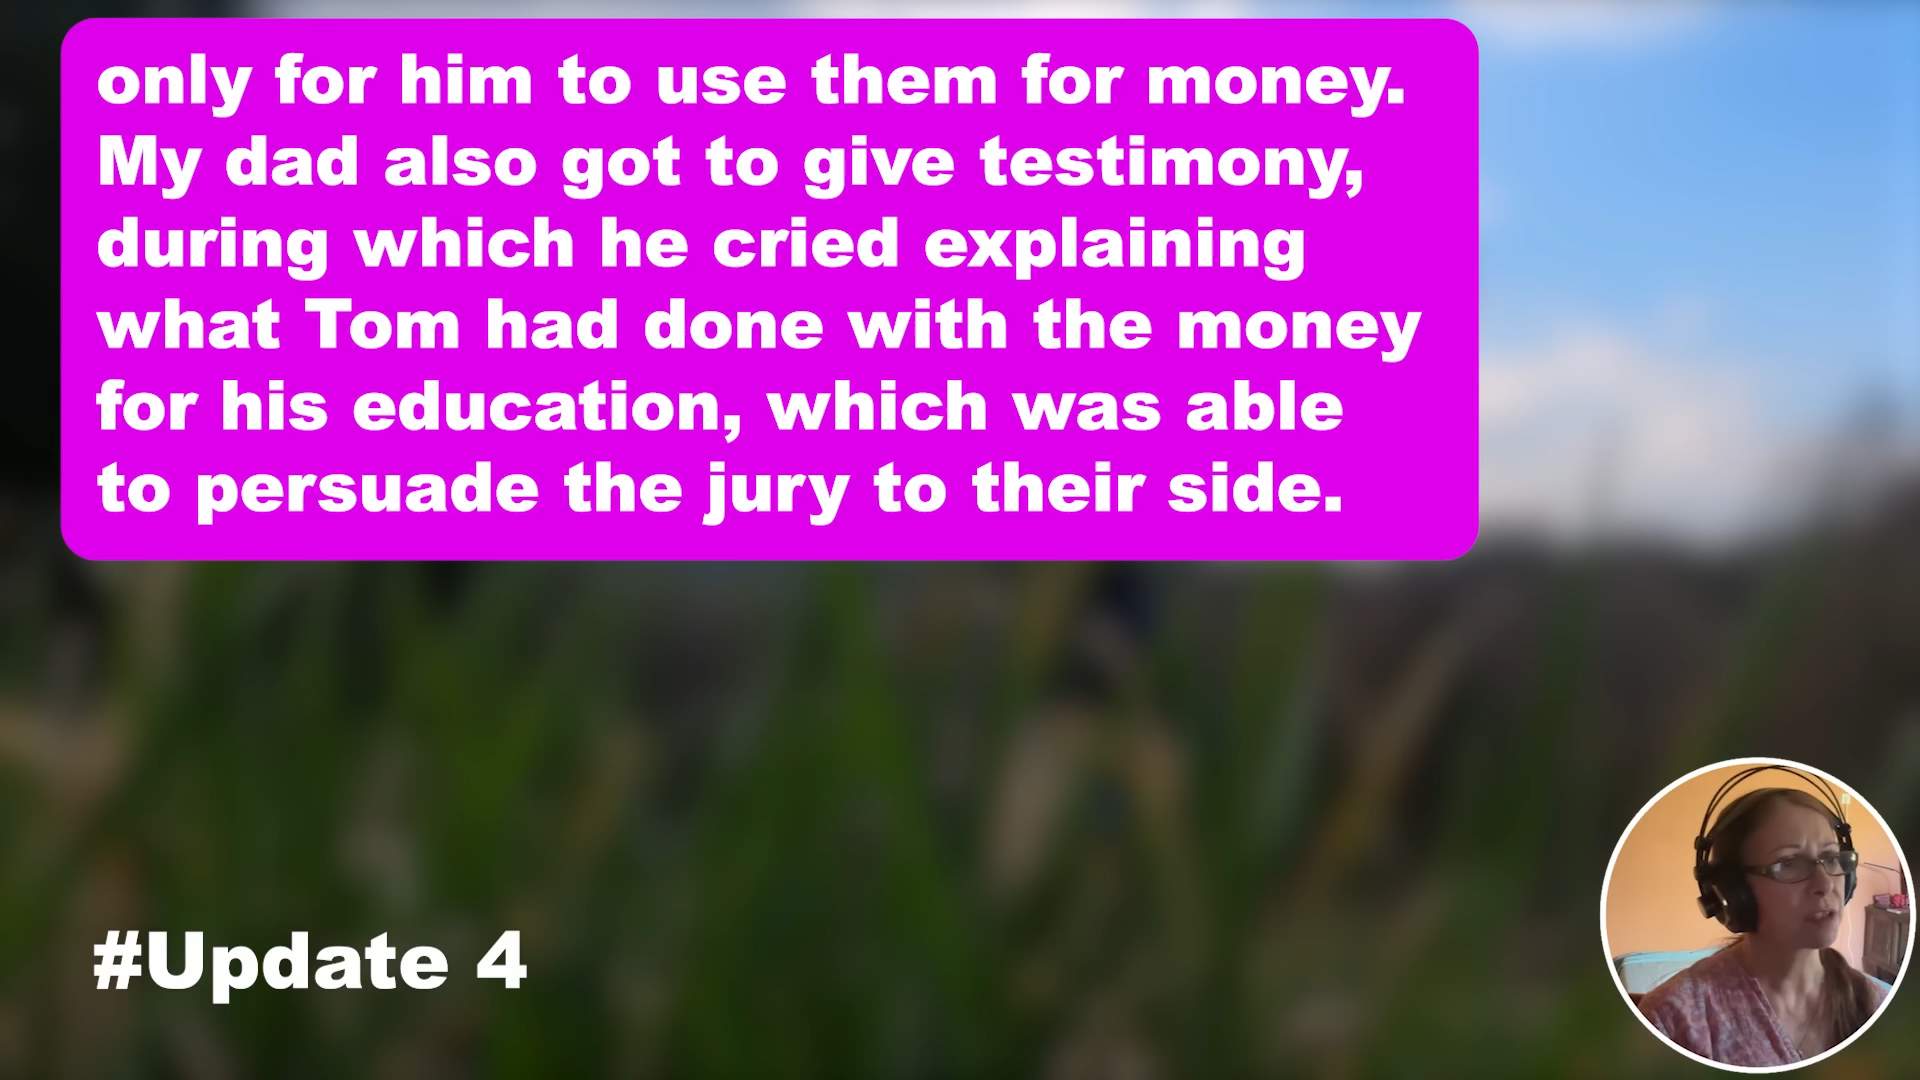 only for him to use them for money.
My dad also got to give testimony,
during which he cried explaining
what Tom had done with the money
for his education, which was able
to persuade the jury to their side.
#Update 4